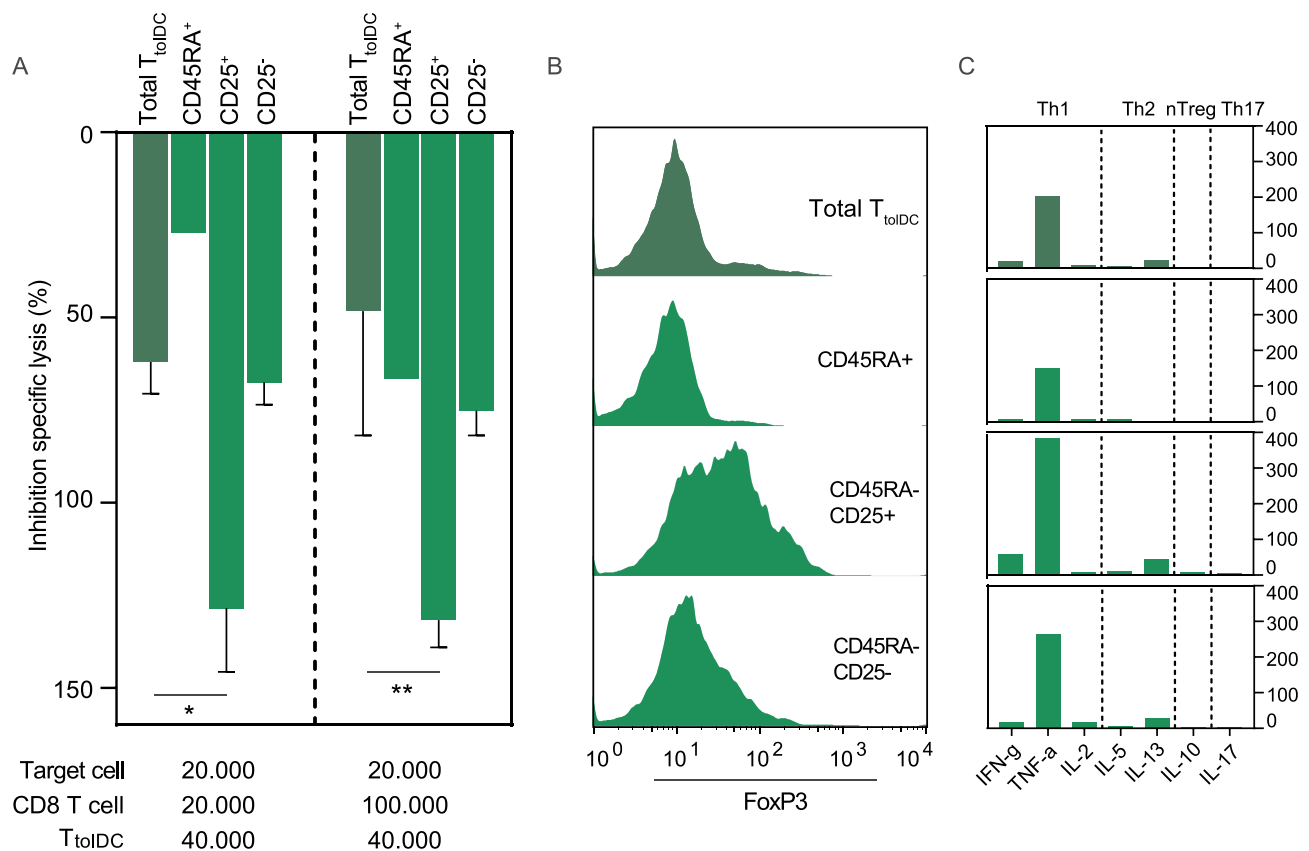 A
Total TtolDC
CD45RA+
CD25+
CD25-
Total TtolDC
CD45RA+
CD25+
CD25-
Inhibition specific lysis (%)
0
50
100
150
*
**
Target cell 20.000 20.000
CD8 T cell 20.000 100.000
TtolDC 40.000 40.000
B
Total TtolDC
CD45RA+
CD45RA-
CD25+
CD45RA-
CD25-
10^0 10^1 10^2 10^3 10^4
FoxP3
C
Th1 Th2 nTreg Th17
400
300
200
100
0
400
300
200
100
0
400
300
200
100
0
400
300
200
100
0
IFN-g TNF-a IL-2 IL-5 IL-13 IL-10 IL-17